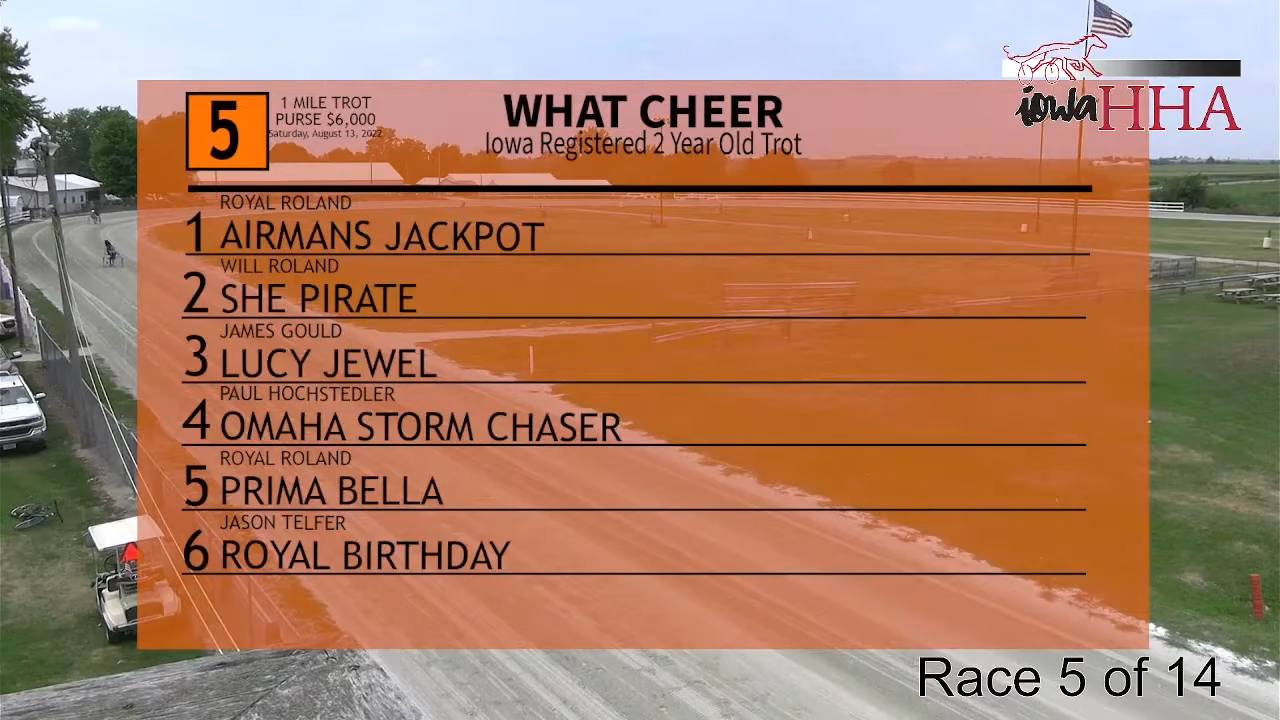 iowaHHA
5
1 MILE TROT
PURSE $6,000
Saturday, August 13, 2022
WHAT CHEER
Iowa Registered 2 Year Old Trot
ROYAL ROLAND
1 AIRMANS JACKPOT
WILL ROLAND
2 SHE PIRATE
JAMES GOULD
3 LUCY JEWEL
PAUL HOCHSTEDLER
4 OMAHA STORM CHASER
ROYAL ROLAND
5 PRIMA BELLA
JASON TELFER
6 ROYAL BIRTHDAY
Race 5 of 14